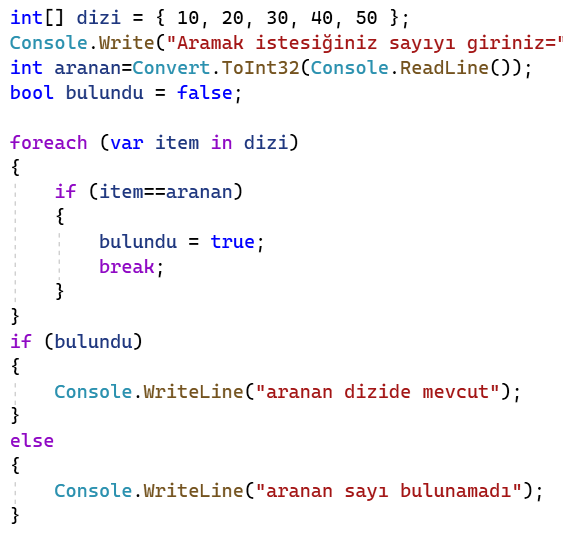 int[] dizi = { 10, 20, 30, 40, 50 };
Console.Write("Aramak istesiğiniz sayıyı giriniz="
int aranan=Convert.ToInt32(Console.ReadLine());
bool bulundu = false;
foreach (var item in dizi)
{
    if (item==aranan)
    {
        bulundu = true;
        break;
    }
}
if (bulundu)
{
    Console.WriteLine("aranan dizide mevcut");
}
else
{
    Console.WriteLine("aranan sayı bulunamadı");
}